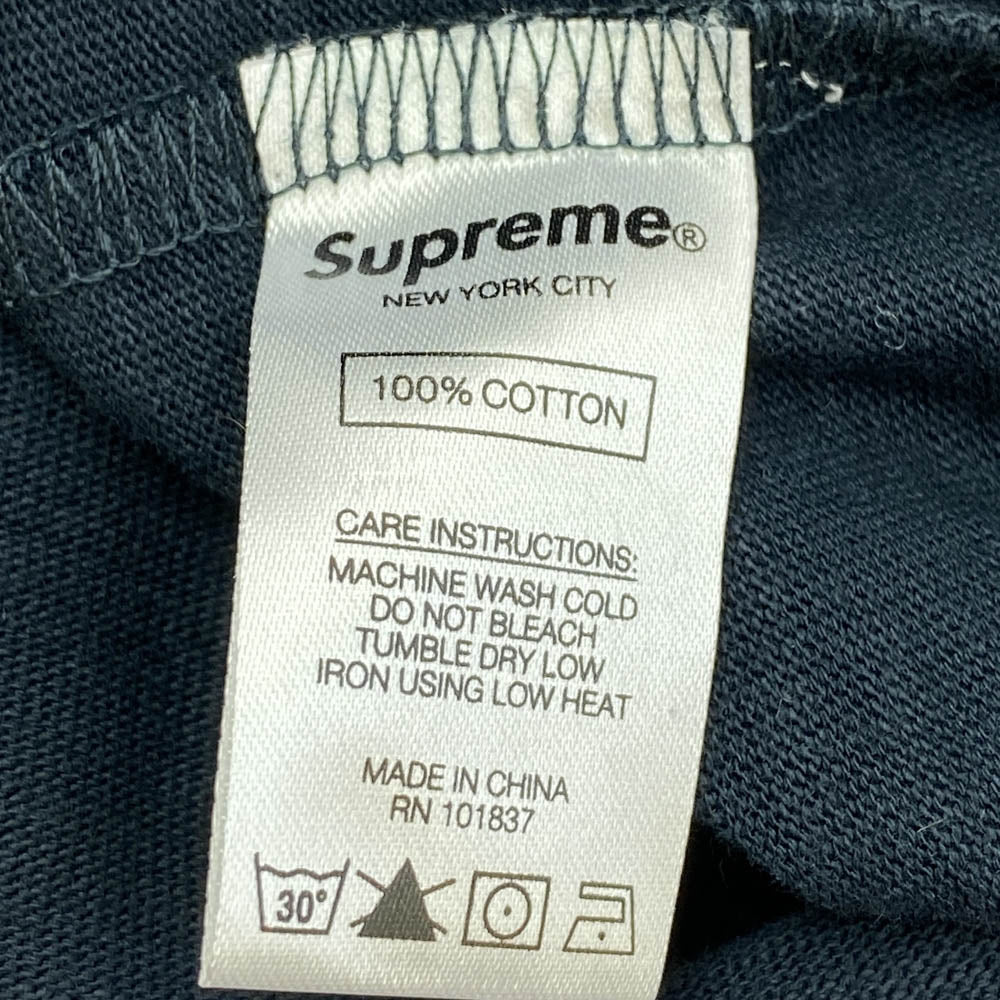 Supreme®
NEW YORK CITY
100% COTTON
CARE INSTRUCTIONS:
MACHINE WASH COLD
DO NOT BLEACH
TUMBLE DRY LOW
IRON USING LOW HEAT
MADE IN CHINA
RN 101837
30°